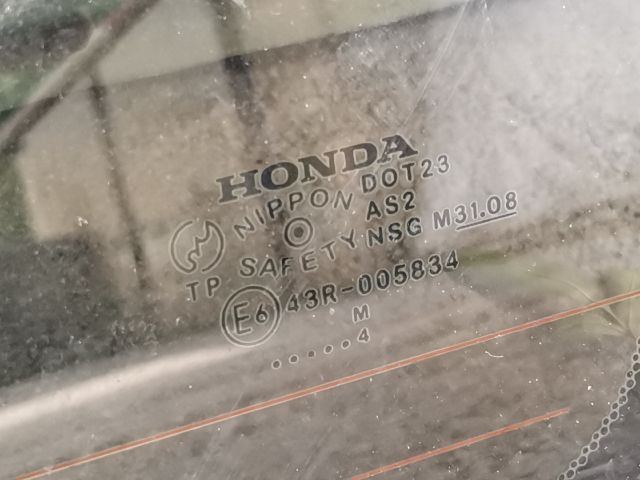 HONDA
NIPPON DOT23
AS2
TP SAFETY NSG M31.08
E6 43R-005834
M
.....4